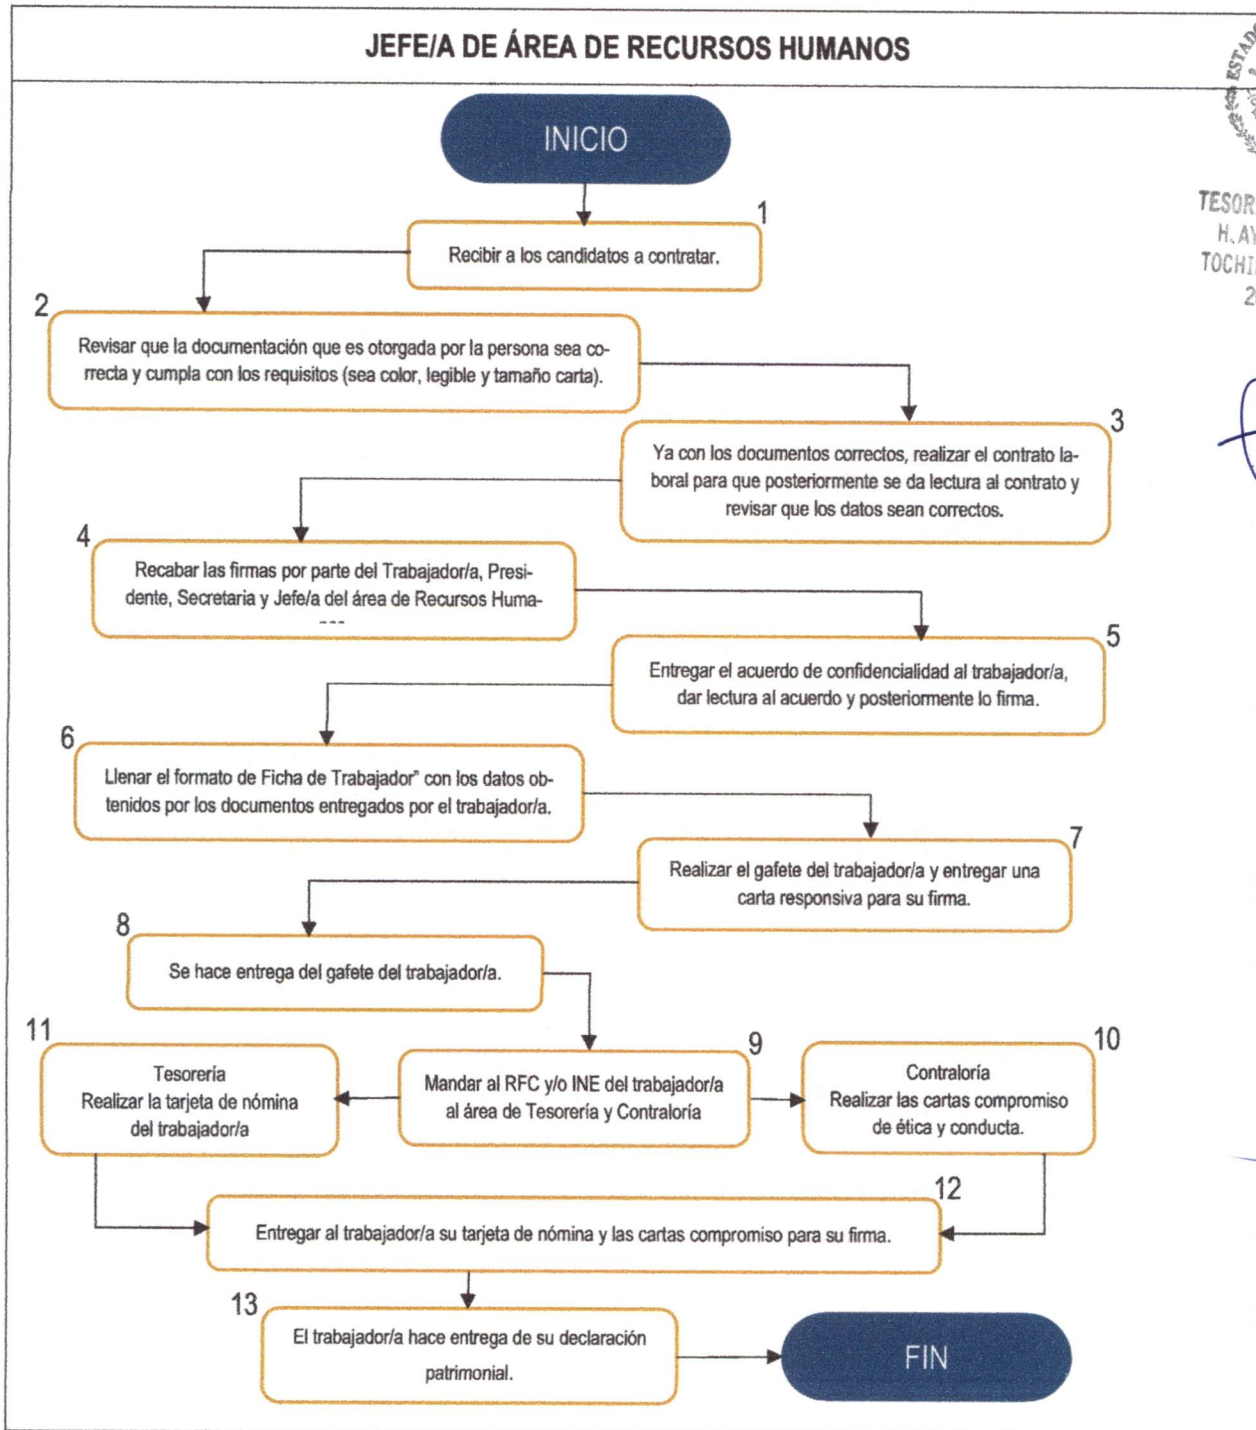 JEFE/A DE ÁREA DE RECURSOS HUMANOS
ESTADO
INICIO
1
Recibir a los candidatos a contratar.
TESOR
H. AY
TOCHI
2
Revisar que la documentación que es otorgada por la persona sea co-
rrecta y cumpla con los requisitos (sea color, legible y tamaño carta).
3
Ya con los documentos correctos, realizar el contrato la-
boral para que posteriormente se da lectura al contrato y
revisar que los datos sean correctos.
4
Recabar las firmas por parte del Trabajador/a, Presi-
dente, Secretaria y Jefe/a del área de Recursos Huma-
5
Entregar el acuerdo de confidencialidad al trabajador/a,
dar lectura al acuerdo y posteriormente lo firma.
6
Llenar el formato de Ficha de Trabajador” con los datos ob-
tenidos por los documentos entregados por el trabajador/a.
7
Realizar el gafete del trabajador/a y entregar una
carta responsiva para su firma.
8
Se hace entrega del gafete del trabajador/a.
9
Mandar al RFC y/o INE del trabajador/a
al área de Tesorería y Contraloría
10
Contraloría
Realizar las cartas compromiso
de ética y conducta.
11
Tesorería
Realizar la tarjeta de nómina
del trabajador/a
12
Entregar al trabajador/a su tarjeta de nómina y las cartas compromiso para su firma.
13
El trabajador/a hace entrega de su declaración
patrimonial.
FIN